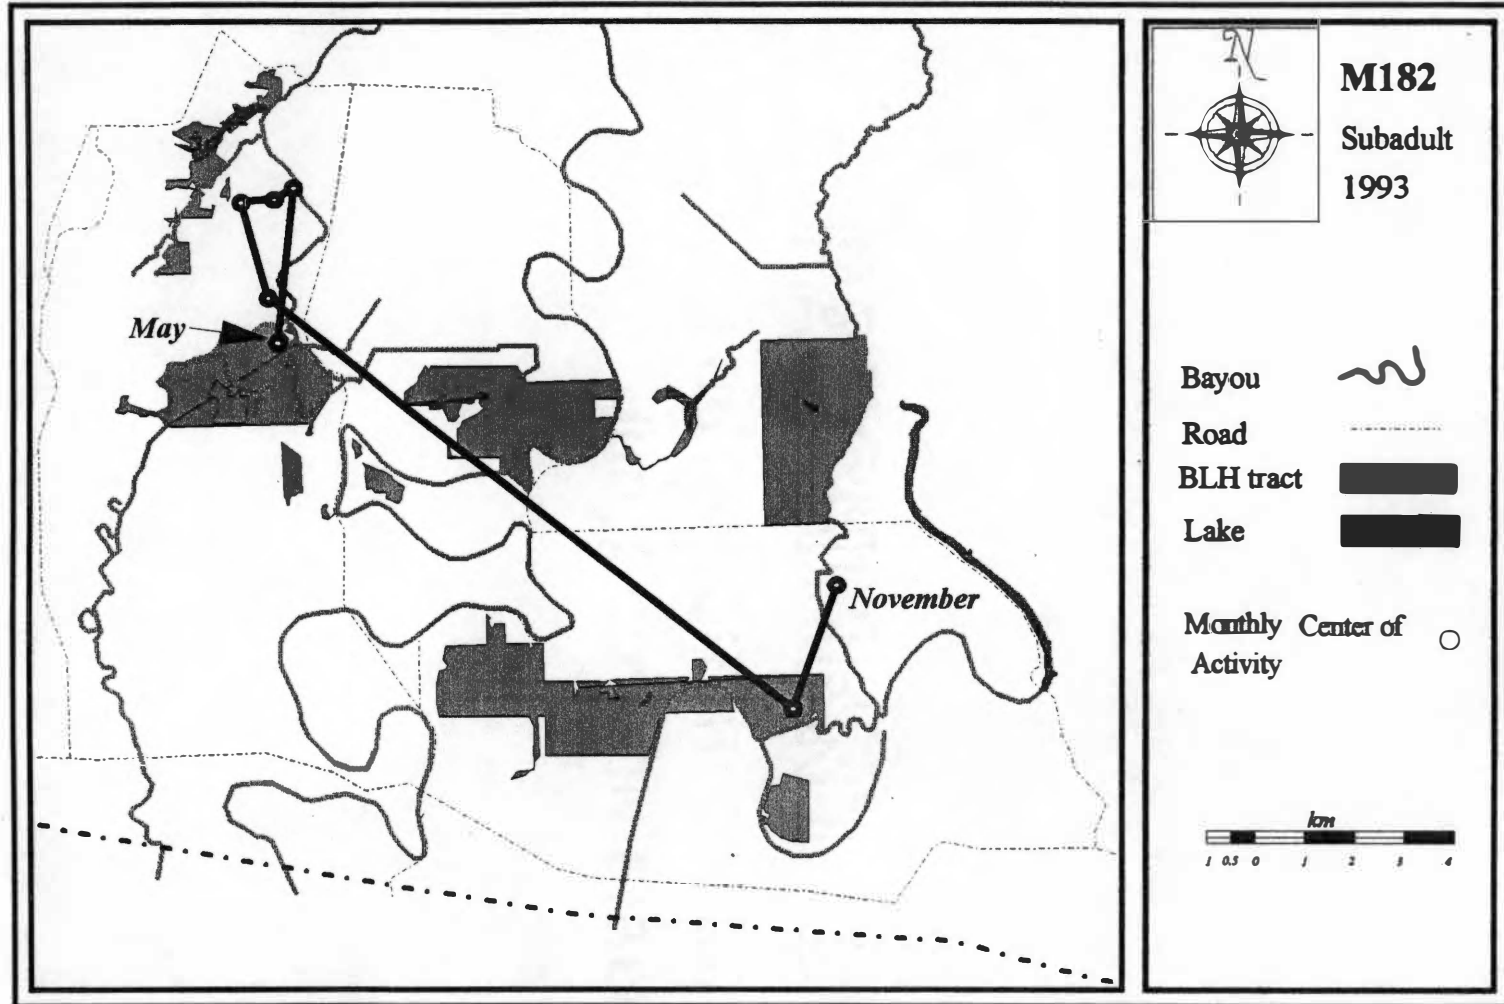 May
November
N
M182
Subadult
1993
Bayou
Road
BLH tract
Lake
Monthly Center of
Activity
km
1 0.5 0 1 2 3 4